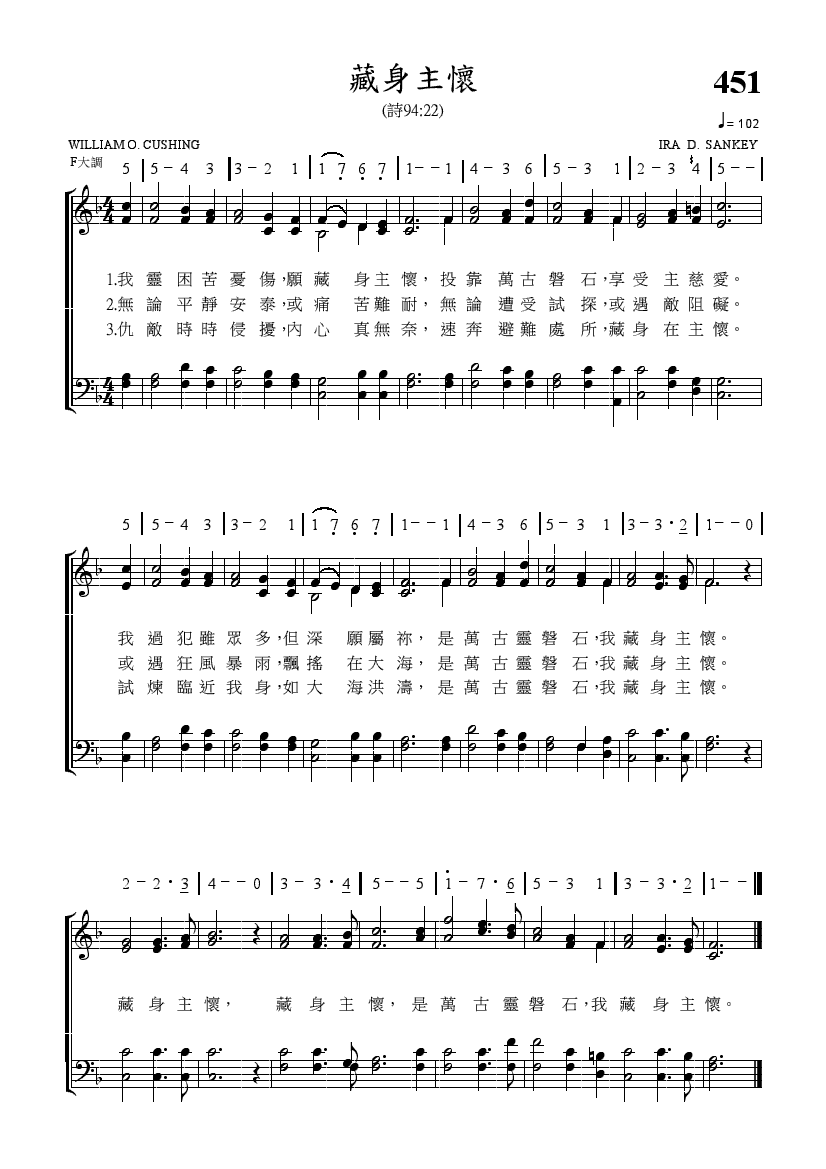 藏身主懷
451
(詩94:22)
♩= 102
WILLIAM O. CUSHING
IRA D. SANKEY
F大調
5 | 5 − 4 3 | 3 − 2 1 | 1 7̣ 6̣ 7̣ | 1 − − 1 | 4 − 3 6 | 5 − 3 1 | 2 − 3 ♮4 | 5 − −
1.我靈困苦憂傷,願藏身主懷,投靠萬古磐石,享受主慈愛。
2.無論平靜安泰,或痛苦難耐,無論遭受試探,或遇敵阻礙。
3.仇敵時時侵擾,內心真無奈,速奔避難處所,藏身在主懷。
5 | 5 − 4 3 | 3 − 2 1 | 1 7̣ 6̣ 7̣ | 1 − − 1 | 4 − 3 6 | 5 − 3 1 | 3 − 3 · 2 | 1 − − 0 |
我過犯雖眾多,但深願屬祢,是萬古靈磐石,我藏身主懷。
或遇狂風暴雨,飄搖在大海,是萬古靈磐石,我藏身主懷。
試煉臨近我身,如大海洪濤,是萬古靈磐石,我藏身主懷。
2 − 2 · 3 | 4 − − 0 | 3 − 3 · 4 | 5 − − 5 | 1̇ − 7 · 6 | 5 − 3 1 | 3 − 3 · 2 | 1 − −
藏身主懷,藏身主懷,是萬古靈磐石,我藏身主懷。